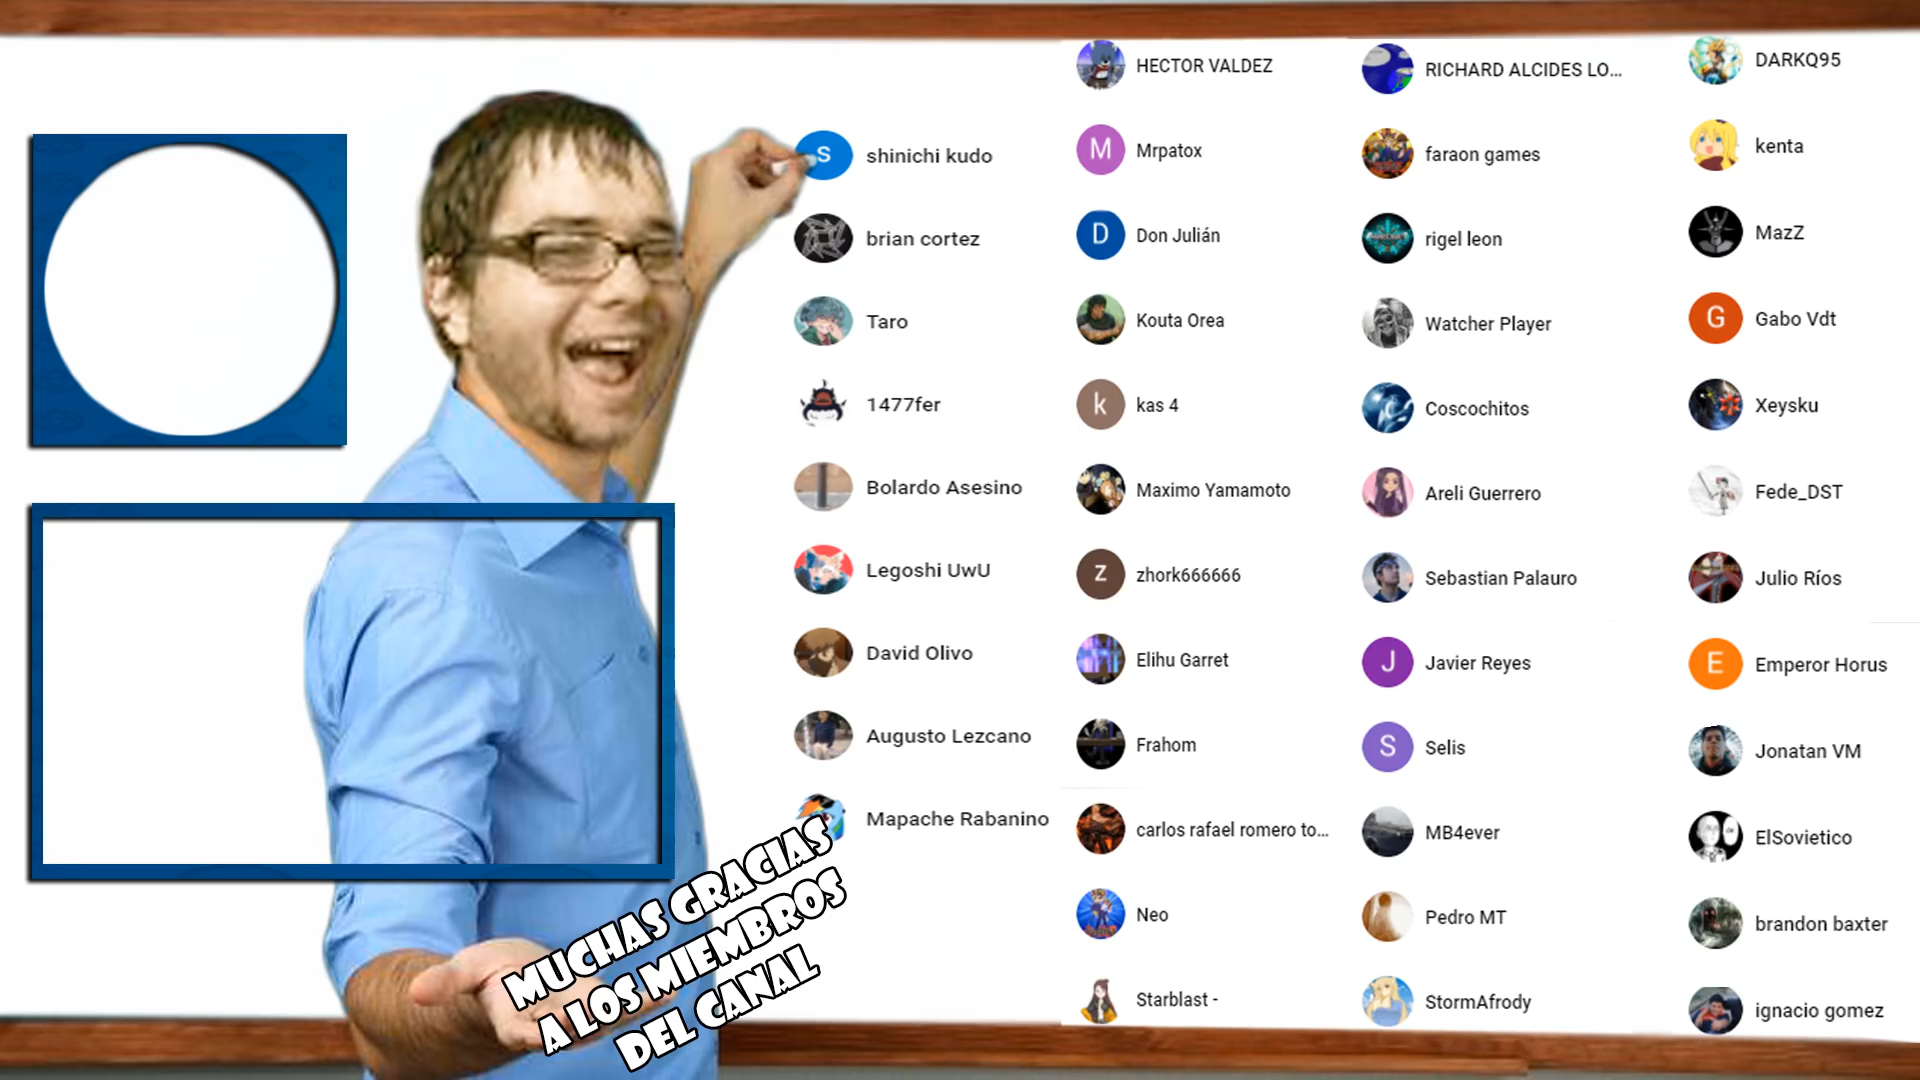 shinichi kudo
brian cortez
Taro
1477fer
Bolardo Asesino
Legoshi UwU
David Olivo
Augusto Lezcano
Mapache Rabanino
HECTOR VALDEZ
M Mrpatox
D Don Julián
Kouta Orea
k kas 4
Maximo Yamamoto
z zhork666666
Elihu Garret
Frahom
carlos rafael romero to...
Neo
Starblast -
RICHARD ALCIDES LO...
faraon games
rigel leon
Watcher Player
Coscochitos
Areli Guerrero
Sebastian Palauro
J Javier Reyes
S Selis
MB4ever
Pedro MT
StormAfrody
DARKQ95
kenta
MazZ
G Gabo Vdt
Xeysku
Fede_DST
Julio Ríos
E Emperor Horus
Jonatan VM
ElSovietico
brandon baxter
ignacio gomez
MUCHAS GRACIAS
A LOS MIEMBROS
DEL CANAL